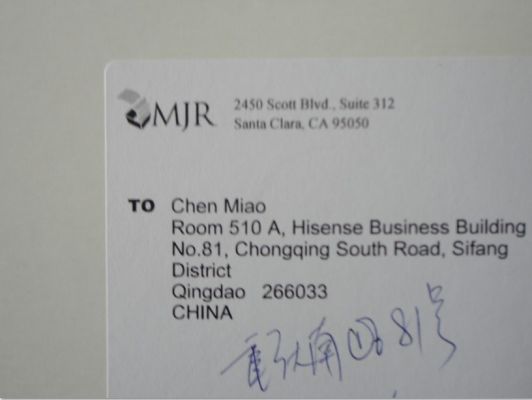 MJR
2450 Scott Blvd., Suite 312
Santa Clara, CA 95050
TO Chen Miao
Room 510 A, Hisense Business Building
No.81, Chongqing South Road, Sifang
District
Qingdao 266033
CHINA
重庆南路81号